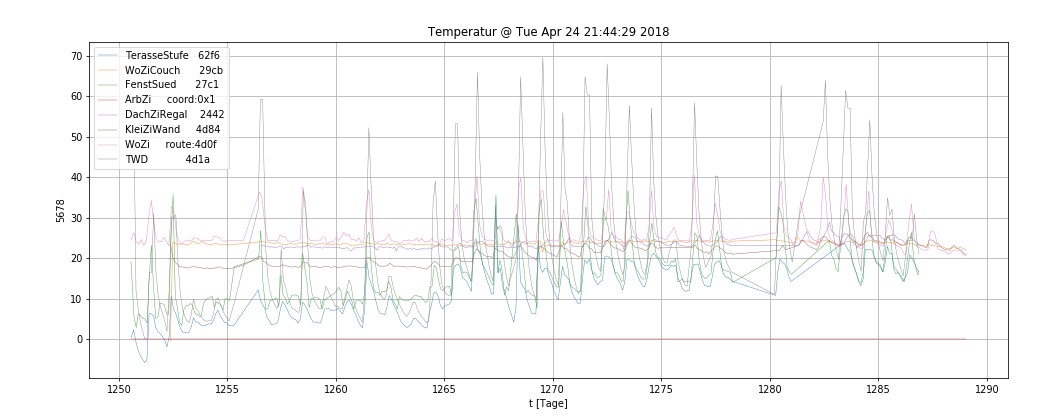 Temperatur @ Tue Apr 24 21:44:29 2018
70
60
50
40
30
20
10
0
5678
TerasseStufe 62f6
WoZiCouch 29cb
FenstSued 27c1
ArbZi coord:0x1
DachZiRegal 2442
KleiZiWand 4d84
WoZi route:4d0f
TWD 4d1a
1250 1255 1260 1265 1270 1275 1280 1285 1290
t [Tage]